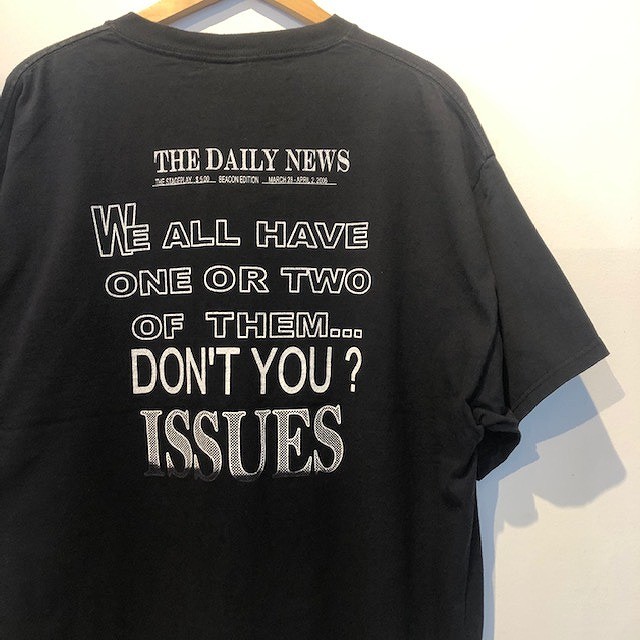 THE DAILY NEWS
THE STAGEPLAY $5.00 BEACON EDITION MARCH 28 - APRIL 2, 2006
WE ALL HAVE
ONE OR TWO
OF THEM...
DON'T YOU ?
ISSUES